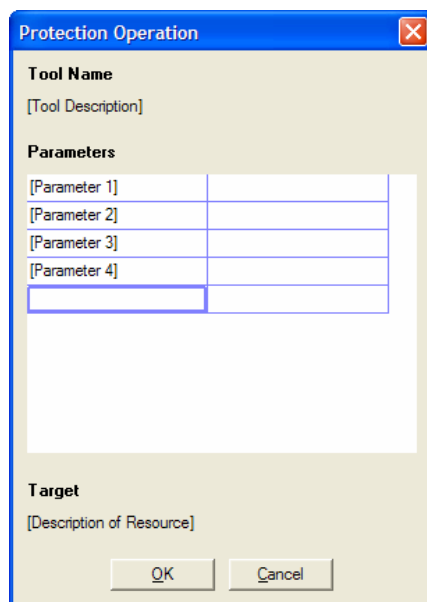 Protection Operation
Tool Name
[Tool Description]
Parameters
[Parameter 1]
[Parameter 2]
[Parameter 3]
[Parameter 4]
Target
[Description of Resource]
OK Cancel